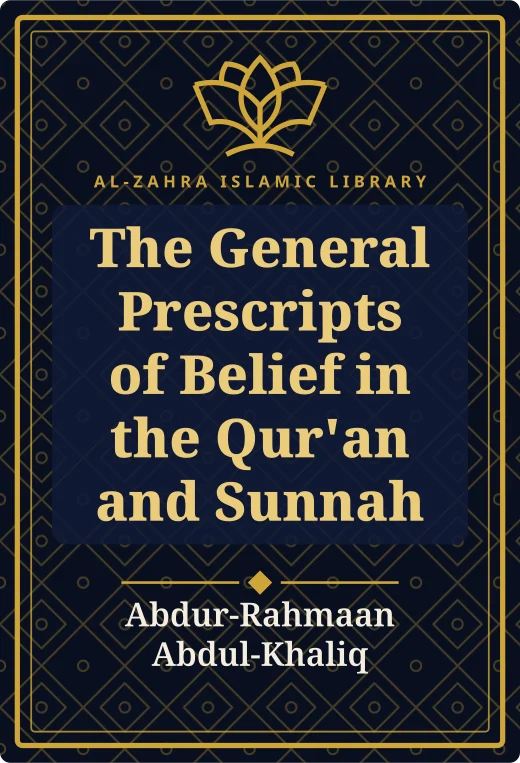 AL-ZAHRA ISLAMIC LIBRARY
The General
Prescripts
of Belief in
the Qur'an
and Sunnah
Abdur-Rahmaan
Abdul-Khaliq